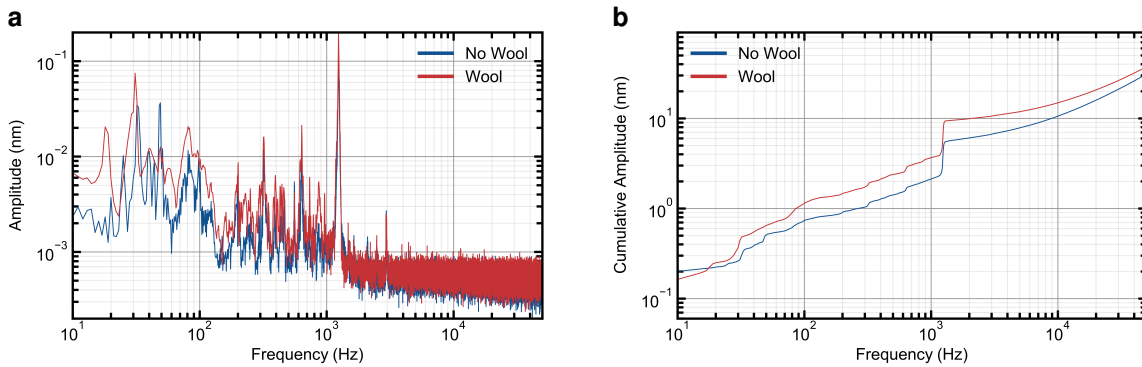 a
Amplitude (nm)
10⁻¹
10⁻²
10⁻³
No Wool
Wool
10¹
10²
10³
10⁴
Frequency (Hz)
b
Cumulative Amplitude (nm)
10¹
10⁰
10⁻¹
No Wool
Wool
10¹
10²
10³
10⁴
Frequency (Hz)